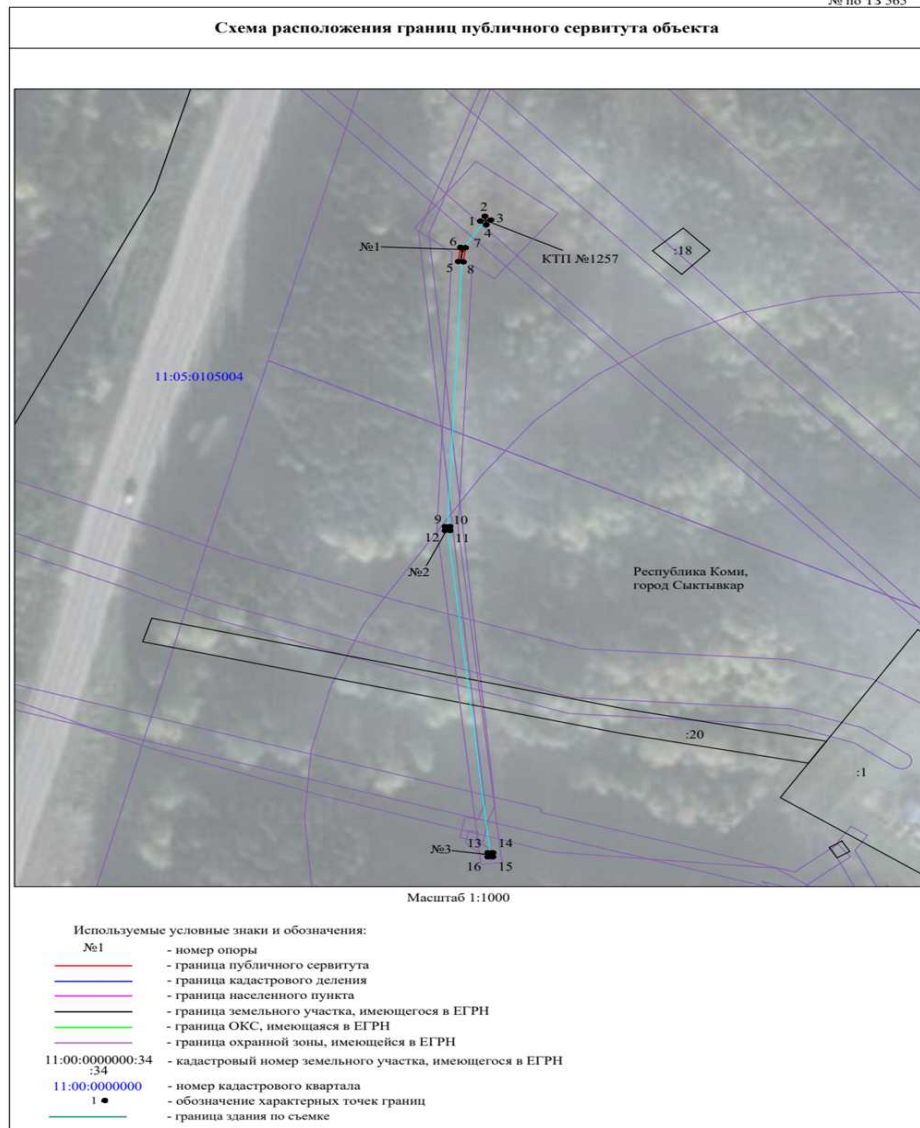 № по ТЗ 565
Схема расположения границ публичного сервитута объекта
2
1 3
4
№1
6 7
КТП №1257
:18
5 8
11:05:0105004
9 10
12 11
№2
Республика Коми,
город Сыктывкар
:20
:1
13 14
№3
16 15
Масштаб 1:1000
Используемые условные знаки и обозначения:
№1 - номер опоры
- граница публичного сервитута
- граница кадастрового деления
- граница населенного пункта
- граница земельного участка, имеющегося в ЕГРН
- граница ОКС, имеющаяся в ЕГРН
- граница охранной зоны, имеющейся в ЕГРН
11:00:0000000:34 - кадастровый номер земельного участка, имеющегося в ЕГРН
:34
11:00:0000000 - номер кадастрового квартала
1 - обозначение характерных точек границ
- граница здания по съемке